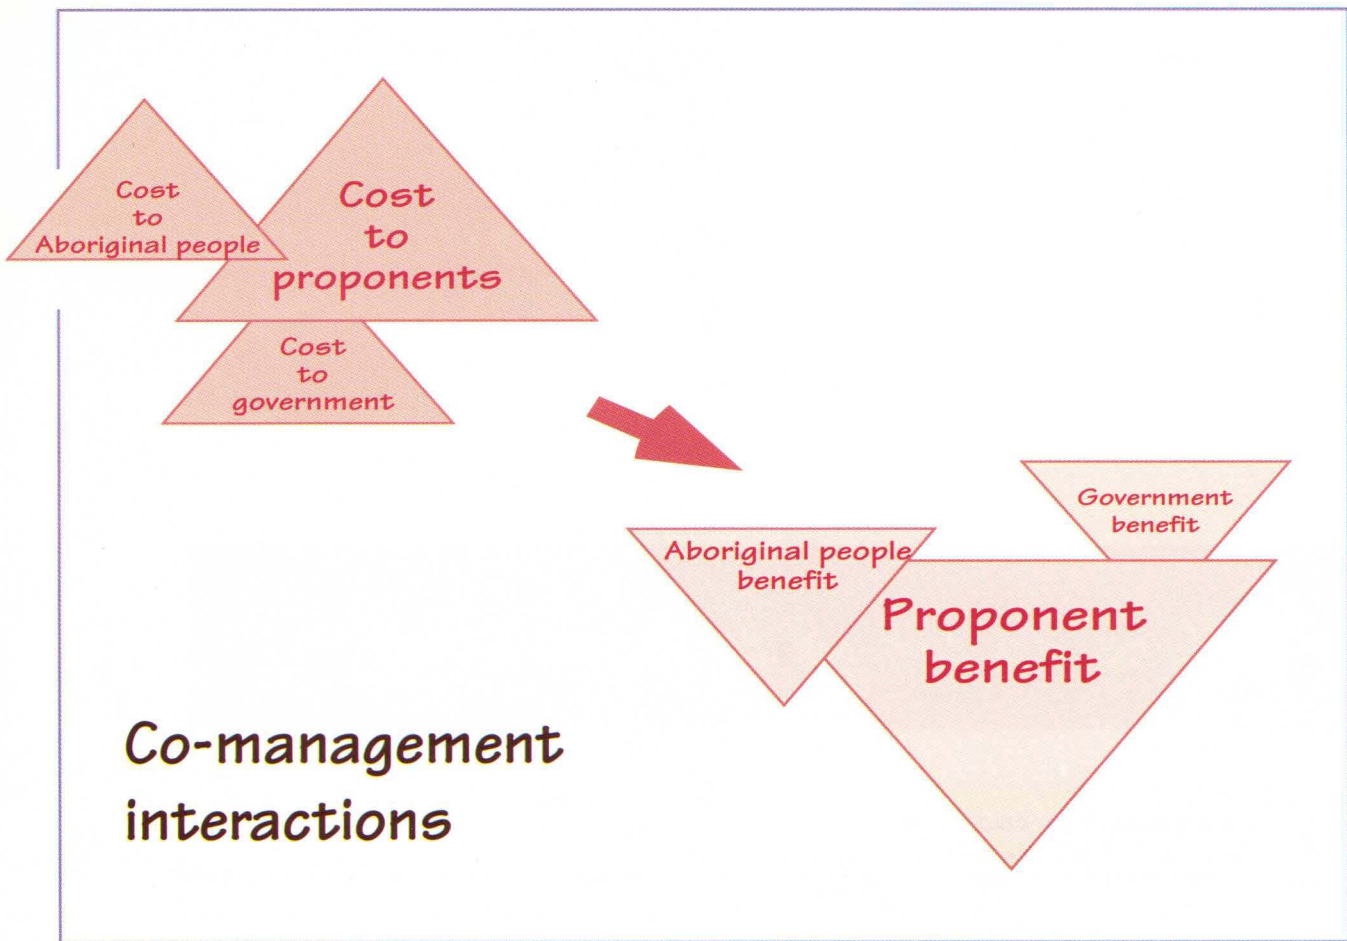 Cost
to
Aboriginal people
Cost
to
proponents
Cost
to
government
Government
benefit
Aboriginal people
benefit
Proponent
benefit
Co-management
interactions